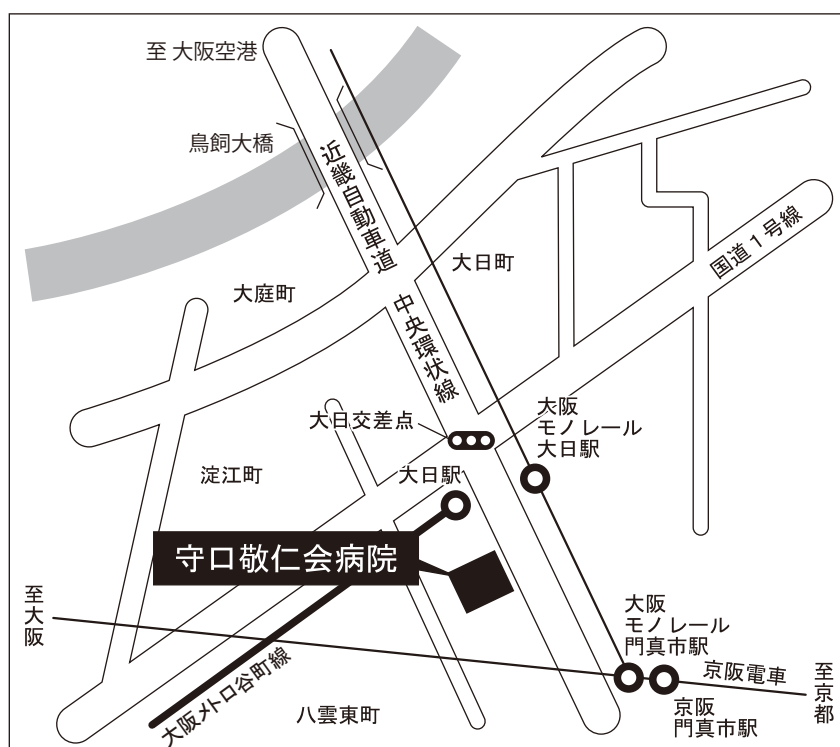 至 大阪空港
鳥飼大橋
近畿自動車道
大日町
国道1号線
大庭町
中央環状線
大日交差点
大阪
モノレール
大日駅
淀江町
大日駅
守口敬仁会病院
至大阪
大阪
モノレール
門真市駅
京阪電車
至京都
大阪メトロ谷町線
八雲東町
京阪
門真市駅